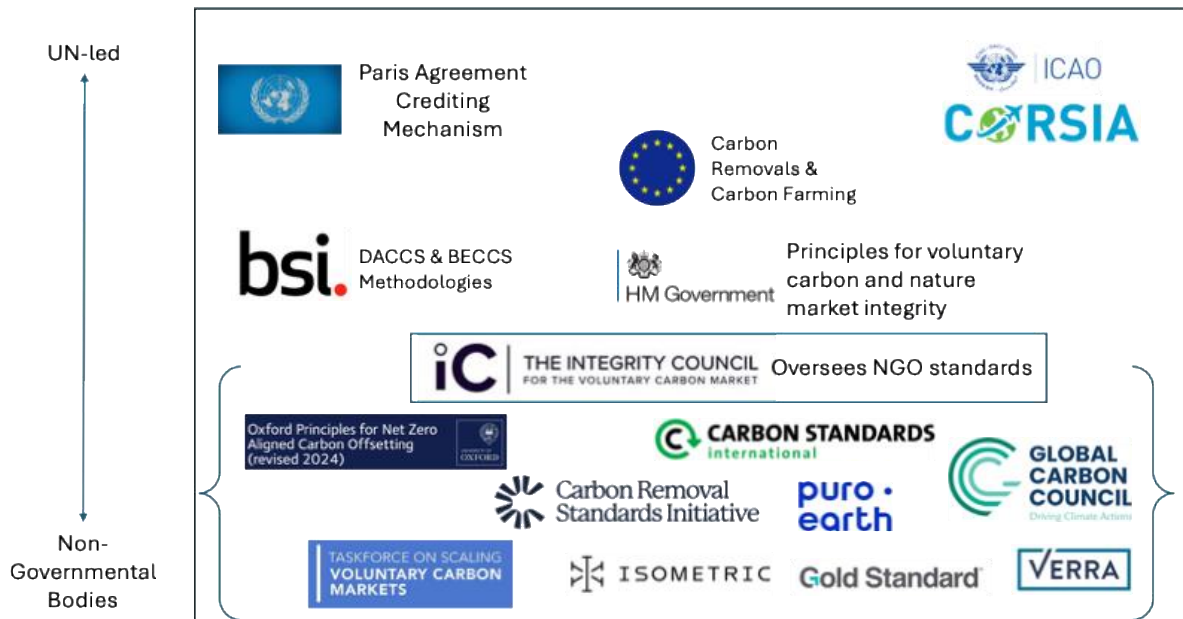 UN-led
Paris Agreement
Crediting
Mechanism
ICAO
CORSIA
Carbon
Removals &
Carbon Farming
bsi.
DACCS & BECCS
Methodologies
HM Government
Principles for voluntary
carbon and nature
market integrity
iC
THE INTEGRITY COUNCIL
FOR THE VOLUNTARY CARBON MARKET
Oversees NGO standards
Oxford Principles for Net Zero
Aligned Carbon Offsetting
(revised 2024)
UNIVERSITY OF
OXFORD
CARBON STANDARDS
international
GLOBAL
CARBON
COUNCIL
Driving Climate Actions
Carbon Removal
Standards Initiative
puro·
earth
Non-
Governmental
Bodies
TASKFORCE ON SCALING
VOLUNTARY CARBON
MARKETS
ISOMETRIC
Gold Standard
VERRA